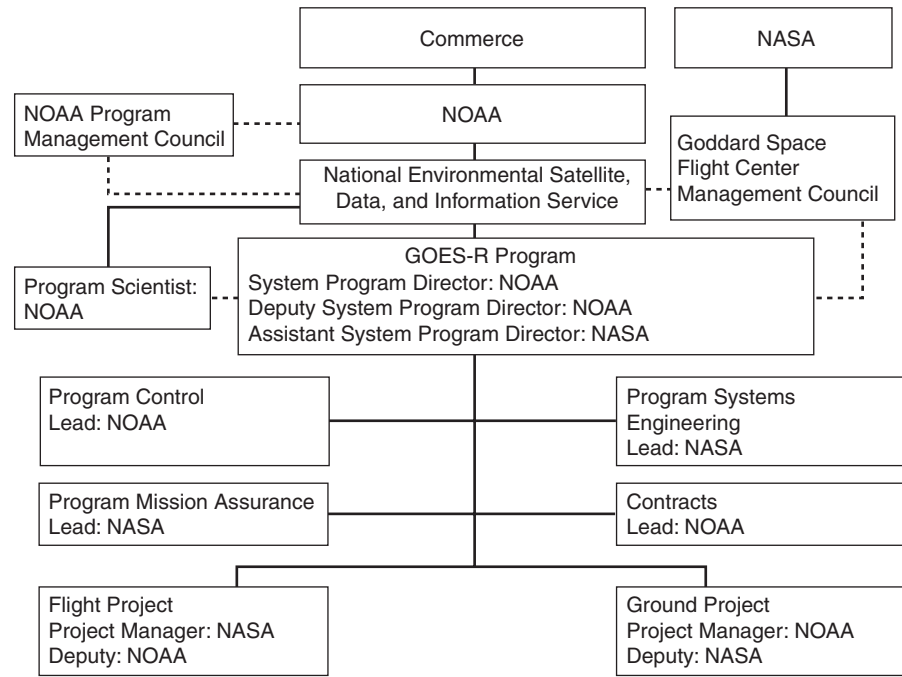 Commerce
NASA
NOAA Program
Management Council
NOAA
Goddard Space
Flight Center
Management Council
National Environmental Satellite,
Data, and Information Service
Program Scientist:
NOAA
GOES-R Program
System Program Director: NOAA
Deputy System Program Director: NOAA
Assistant System Program Director: NASA
Program Control
Lead: NOAA
Program Systems
Engineering
Lead: NASA
Program Mission Assurance
Lead: NASA
Contracts
Lead: NOAA
Flight Project
Project Manager: NASA
Deputy: NOAA
Ground Project
Project Manager: NOAA
Deputy: NASA